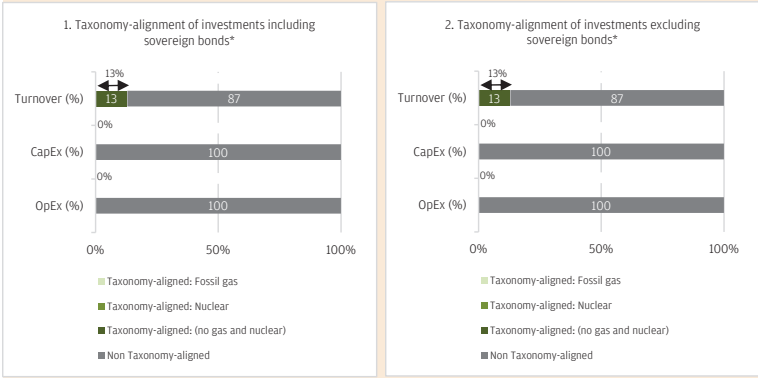 1. Taxonomy-alignment of investments including
sovereign bonds*
13%
Turnover (%)
13
87
0%
CapEx (%)
100
0%
OpEx (%)
100
0%
50%
100%
Taxonomy-aligned: Fossil gas
Taxonomy-aligned: Nuclear
Taxonomy-aligned: (no gas and nuclear)
Non Taxonomy-aligned
2. Taxonomy-alignment of investments excluding
sovereign bonds*
13%
Turnover (%)
13
87
0%
CapEx (%)
100
0%
OpEx (%)
100
0%
50%
100%
Taxonomy-aligned: Fossil gas
Taxonomy-aligned: Nuclear
Taxonomy-aligned: (no gas and nuclear)
Non Taxonomy-aligned